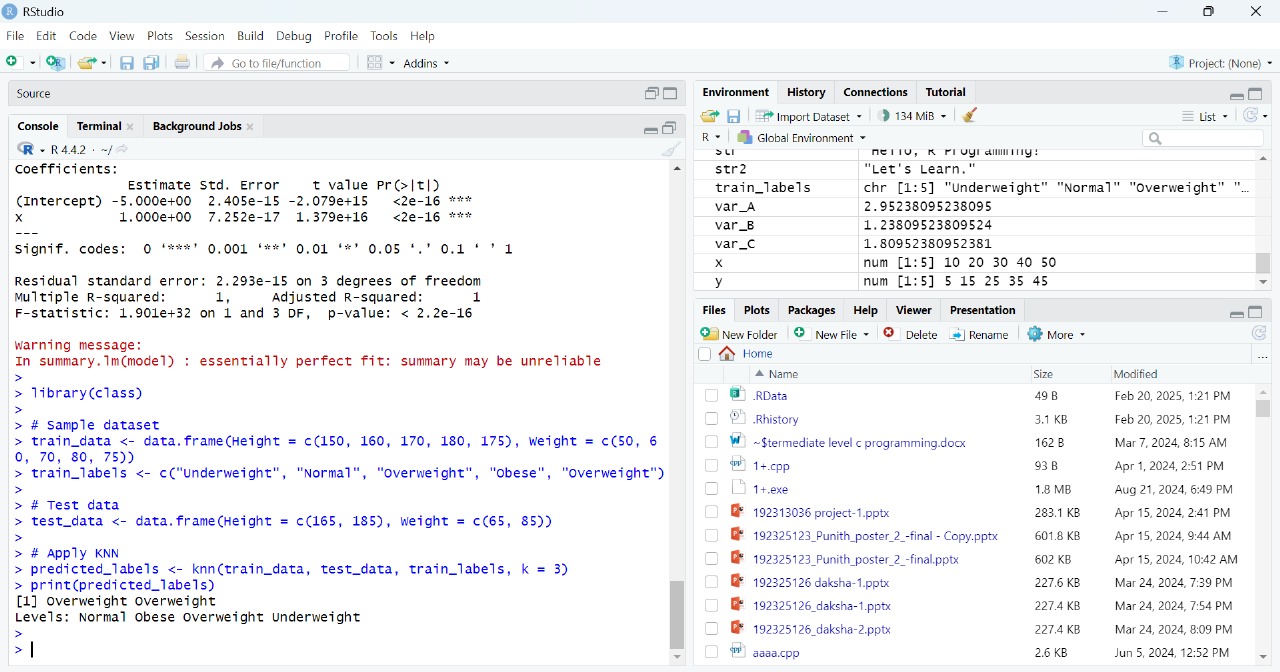 RStudio
File Edit Code View Plots Session Build Debug Profile Tools Help
Go to file/function Addins Project: (None)
Source
Console Terminal Background Jobs
R 4.4.2 · ~/
Coefficients:
Estimate Std. Error t value Pr(>|t|)
(Intercept) -5.000e+00 2.405e-15 -2.079e+15 <2e-16 ***
x 1.000e+00 7.252e-17 1.379e+16 <2e-16 ***
---
Signif. codes: 0 ‘***’ 0.001 ‘**’ 0.01 ‘*’ 0.05 ‘.’ 0.1 ‘ ’ 1
Residual standard error: 2.293e-15 on 3 degrees of freedom
Multiple R-squared: 1, Adjusted R-squared: 1
F-statistic: 1.901e+32 on 1 and 3 DF, p-value: < 2.2e-16
Warning message:
In summary.lm(model) : essentially perfect fit: summary may be unreliable
>
> library(class)
>
> # Sample dataset
> train_data <- data.frame(Height = c(150, 160, 170, 180, 175), Weight = c(50, 6
0, 70, 80, 75))
> train_labels <- c("Underweight", "Normal", "Overweight", "Obese", "Overweight")
>
> # Test data
> test_data <- data.frame(Height = c(165, 185), Weight = c(65, 85))
>
> # Apply KNN
> predicted_labels <- knn(train_data, test_data, train_labels, k = 3)
> print(predicted_labels)
[1] Overweight Overweight
Levels: Normal Obese Overweight Underweight
>
>
Environment History Connections Tutorial
Import Dataset 134 MiB List
R Global Environment
str "Hello, R Programming!"
str2 "Let's Learn."
train_labels chr [1:5] "Underweight" "Normal" "Overweight" "…
var_A 2.95238095238095
var_B 1.23809523809524
var_C 1.80952380952381
x num [1:5] 10 20 30 40 50
y num [1:5] 5 15 25 35 45
Files Plots Packages Help Viewer Presentation
New Folder New File Delete Rename More
Home ...
Name Size Modified
.RData 49 B Feb 20, 2025, 1:21 PM
.Rhistory 3.1 KB Feb 20, 2025, 1:21 PM
~$termediate level c programming.docx 162 B Mar 7, 2024, 8:15 AM
1+.cpp 93 B Apr 1, 2024, 2:51 PM
1+.exe 1.8 MB Aug 21, 2024, 6:49 PM
192313036 project-1.pptx 283.1 KB Apr 15, 2024, 2:41 PM
192325123_Punith_poster_2_-final - Copy.pptx 601.8 KB Apr 15, 2024, 9:44 AM
192325123_Punith_poster_2_-final.pptx 602 KB Apr 15, 2024, 10:42 AM
192325126 daksha-1.pptx 227.6 KB Mar 24, 2024, 7:39 PM
192325126_daksha-1.pptx 227.4 KB Mar 24, 2024, 7:54 PM
192325126_daksha-2.pptx 227.4 KB Mar 24, 2024, 8:09 PM
aaaa.cpp 2.6 KB Jun 5, 2024, 12:52 PM